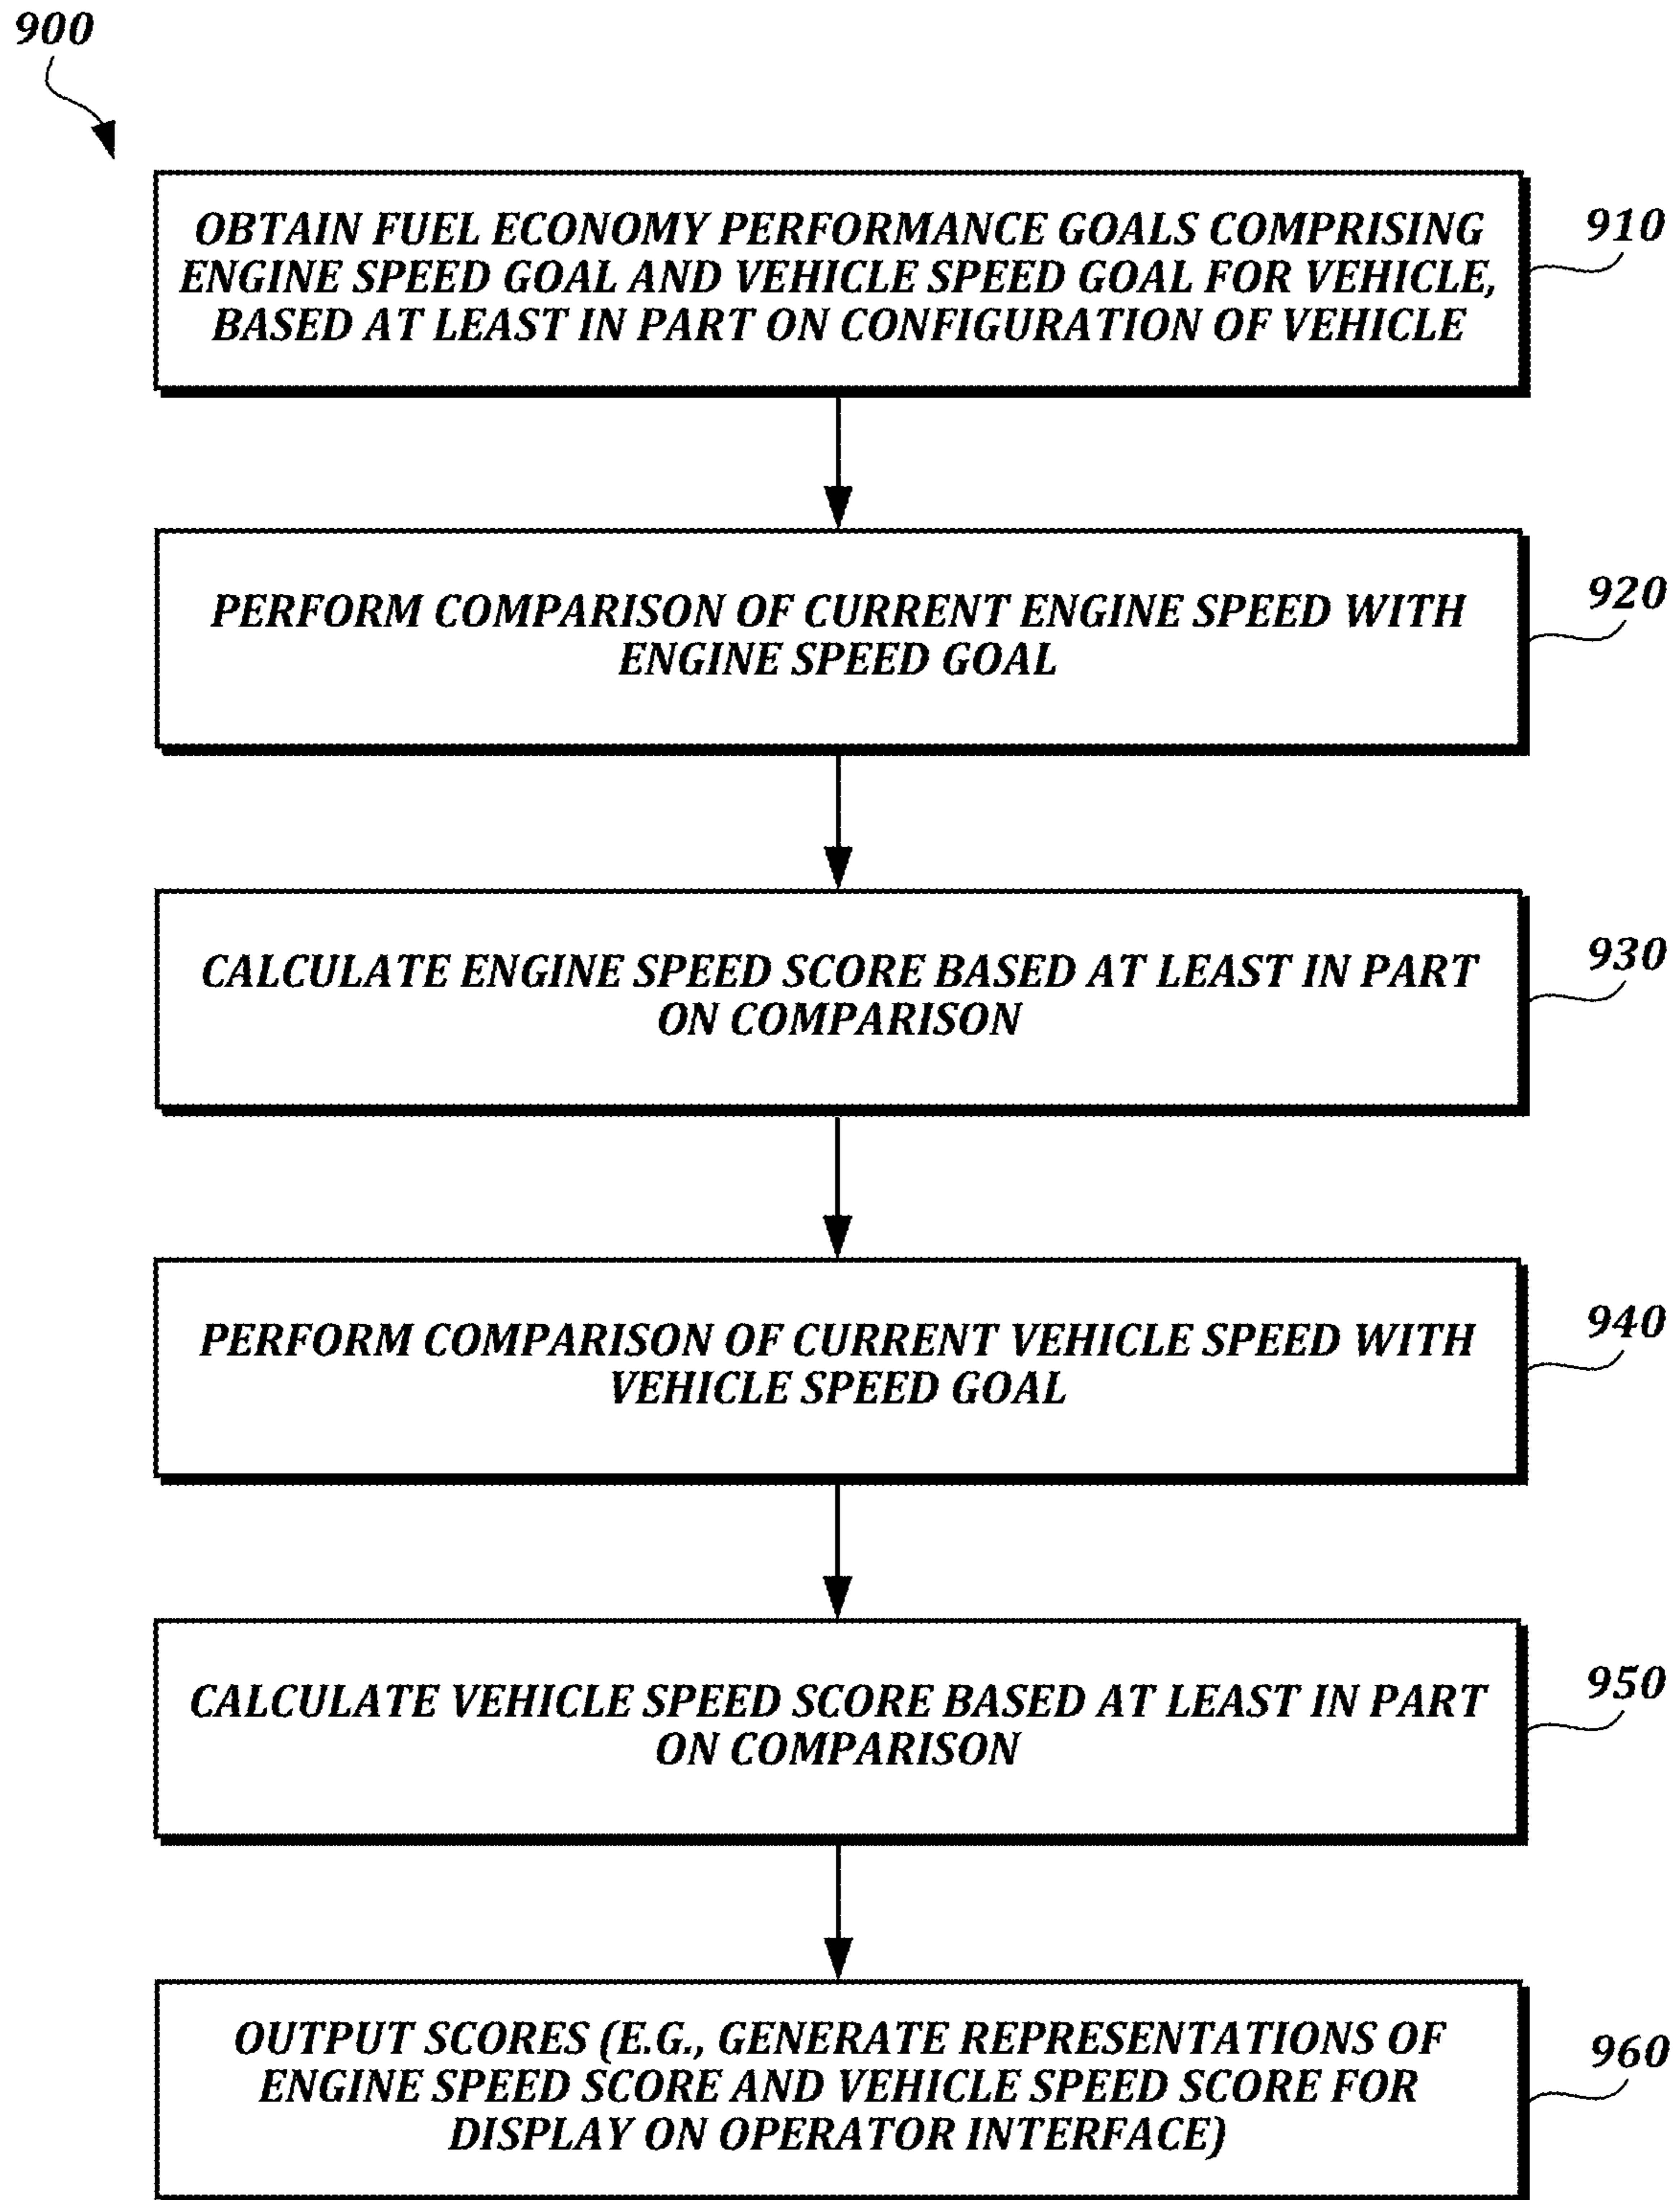 900
OBTAIN FUEL ECONOMY PERFORMANCE GOALS COMPRISING
ENGINE SPEED GOAL AND VEHICLE SPEED GOAL FOR VEHICLE,
BASED AT LEAST IN PART ON CONFIGURATION OF VEHICLE
910
PERFORM COMPARISON OF CURRENT ENGINE SPEED WITH
ENGINE SPEED GOAL
920
CALCULATE ENGINE SPEED SCORE BASED AT LEAST IN PART
ON COMPARISON
930
PERFORM COMPARISON OF CURRENT VEHICLE SPEED WITH
VEHICLE SPEED GOAL
940
CALCULATE VEHICLE SPEED SCORE BASED AT LEAST IN PART
ON COMPARISON
950
OUTPUT SCORES (E.G., GENERATE REPRESENTATIONS OF
ENGINE SPEED SCORE AND VEHICLE SPEED SCORE FOR
DISPLAY ON OPERATOR INTERFACE)
960